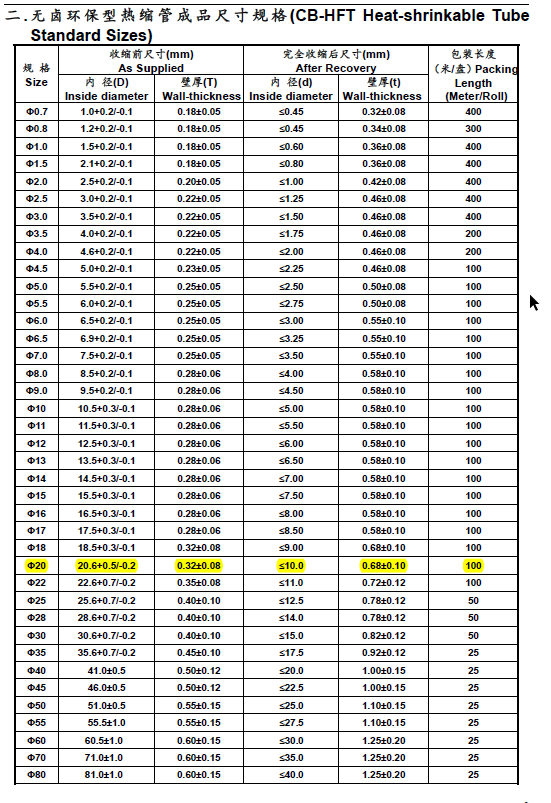 二.无卤环保型热缩管成品尺寸规格(CB-HFT Heat-shrinkable Tube
Standard Sizes)
规 格 Size 收缩前尺寸(mm) As Supplied 完全收缩后尺寸(mm) After Recovery 包装长度 (米/盘) Packing Length (Meter/Roll)
内 径(D) Inside diameter 壁厚(T) Wall-thickness 内 径(d) Inside diameter 壁厚(t) Wall-thickness
Φ0.7 1.0+0.2/-0.1 0.18±0.05 ≤0.45 0.32±0.08 400
Φ0.8 1.2+0.2/-0.1 0.18±0.05 ≤0.45 0.34±0.08 300
Φ1.0 1.5+0.2/-0.1 0.18±0.05 ≤0.60 0.36±0.08 400
Φ1.5 2.1+0.2/-0.1 0.18±0.05 ≤0.80 0.36±0.08 400
Φ2.0 2.5+0.2/-0.1 0.20±0.05 ≤1.00 0.42±0.08 400
Φ2.5 3.0+0.2/-0.1 0.22±0.05 ≤1.25 0.46±0.08 400
Φ3.0 3.5+0.2/-0.1 0.22±0.05 ≤1.50 0.46±0.08 400
Φ3.5 4.0+0.2/-0.1 0.22±0.05 ≤1.75 0.46±0.08 200
Φ4.0 4.6+0.2/-0.1 0.22±0.05 ≤2.00 0.46±0.08 200
Φ4.5 5.0+0.2/-0.1 0.23±0.05 ≤2.25 0.46±0.08 100
Φ5.0 5.5+0.2/-0.1 0.25±0.05 ≤2.50 0.50±0.08 100
Φ5.5 6.0+0.2/-0.1 0.25±0.05 ≤2.75 0.50±0.08 100
Φ6.0 6.5+0.2/-0.1 0.25±0.05 ≤3.00 0.55±0.10 100
Φ6.5 6.9+0.2/-0.1 0.25±0.05 ≤3.25 0.55±0.10 100
Φ7.0 7.5+0.2/-0.1 0.25±0.05 ≤3.50 0.55±0.10 100
Φ8.0 8.5+0.2/-0.1 0.28±0.06 ≤4.00 0.58±0.10 100
Φ9.0 9.5+0.2/-0.1 0.28±0.06 ≤4.50 0.58±0.10 100
Φ10 10.5+0.3/-0.1 0.28±0.06 ≤5.00 0.58±0.10 100
Φ11 11.5+0.3/-0.1 0.28±0.06 ≤5.50 0.58±0.10 100
Φ12 12.5+0.3/-0.1 0.28±0.06 ≤6.00 0.58±0.10 100
Φ13 13.5+0.3/-0.1 0.28±0.06 ≤6.50 0.58±0.10 100
Φ14 14.5+0.3/-0.1 0.28±0.06 ≤7.00 0.58±0.10 100
Φ15 15.5+0.3/-0.1 0.28±0.06 ≤7.50 0.58±0.10 100
Φ16 16.5+0.3/-0.1 0.28±0.06 ≤8.00 0.58±0.10 100
Φ17 17.5+0.3/-0.1 0.28±0.06 ≤8.50 0.58±0.10 100
Φ18 18.5+0.3/-0.1 0.32±0.08 ≤9.00 0.68±0.10 100
Φ20 20.6+0.5/-0.2 0.32±0.08 ≤10.0 0.68±0.10 100
Φ22 22.6+0.7/-0.2 0.35±0.08 ≤11.0 0.72±0.12 100
Φ25 25.6+0.7/-0.2 0.40±0.10 ≤12.5 0.78±0.12 50
Φ28 28.6+0.7/-0.2 0.40±0.10 ≤14.0 0.78±0.12 50
Φ30 30.6+0.7/-0.2 0.40±0.10 ≤15.0 0.82±0.12 50
Φ35 35.6+0.7/-0.2 0.45±0.10 ≤17.5 0.92±0.12 25
Φ40 41.0±0.5 0.50±0.12 ≤20.0 1.00±0.15 25
Φ45 46.0±0.5 0.50±0.12 ≤22.5 1.00±0.15 25
Φ50 51.0±0.5 0.55±0.15 ≤25.0 1.10±0.15 25
Φ55 55.5±1.0 0.55±0.15 ≤27.5 1.10±0.15 25
Φ60 60.5±1.0 0.60±0.15 ≤30.0 1.25±0.20 25
Φ70 71.0±1.0 0.60±0.15 ≤35.0 1.25±0.20 25
Φ80 81.0±1.0 0.60±0.15 ≤40.0 1.25±0.20 25